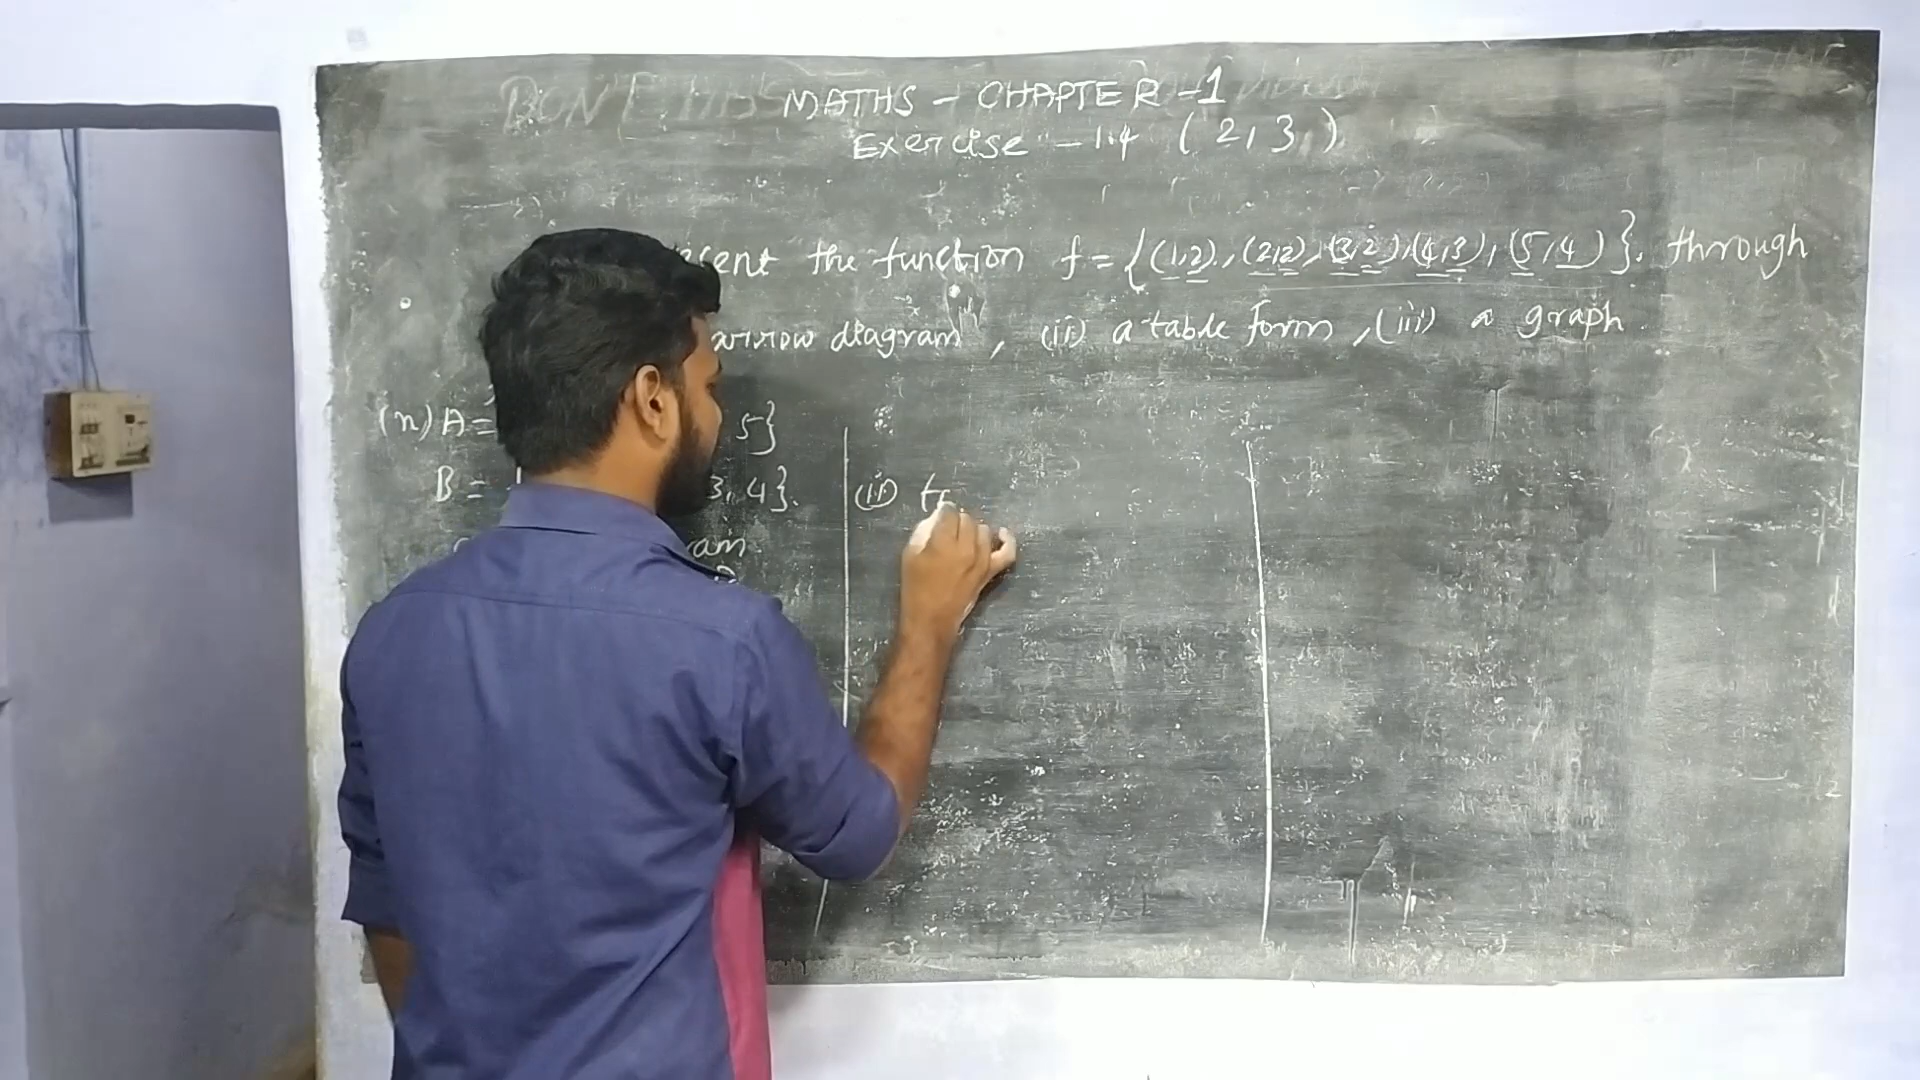 MATHS - CHAPTER - 1
Exercise - 1.4 ( 2, 3, )
the function f = {(1,2), (2,2), (3,2), (4,3), (5,4)}. through
arrow diagram, (ii) a table form, (iii) a graph.
(n) A = 5}
B = 3, 4}.
(ii)